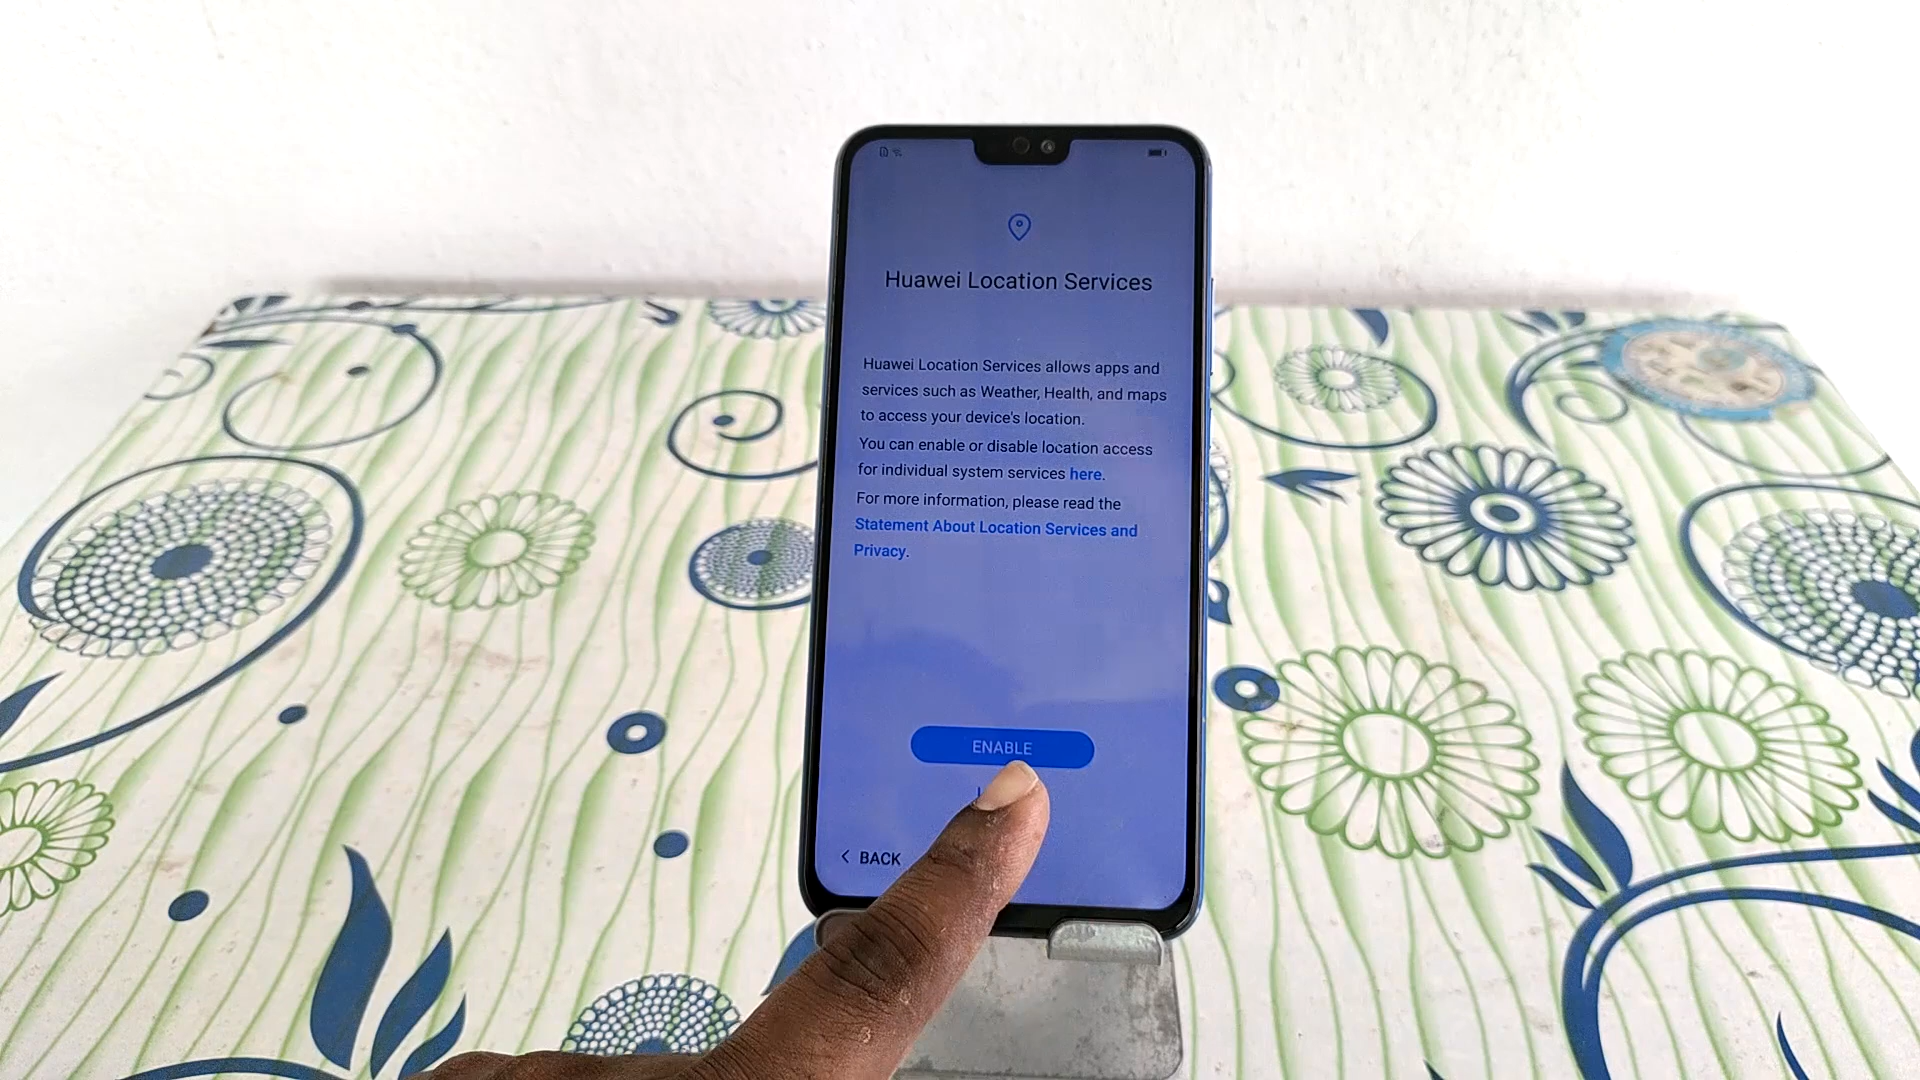 Huawei Location Services
Huawei Location Services allows apps and
services such as Weather, Health, and maps
to access your device's location.
You can enable or disable location access
for individual system services here.
For more information, please read the
Statement About Location Services and
Privacy.
ENABLE
< BACK